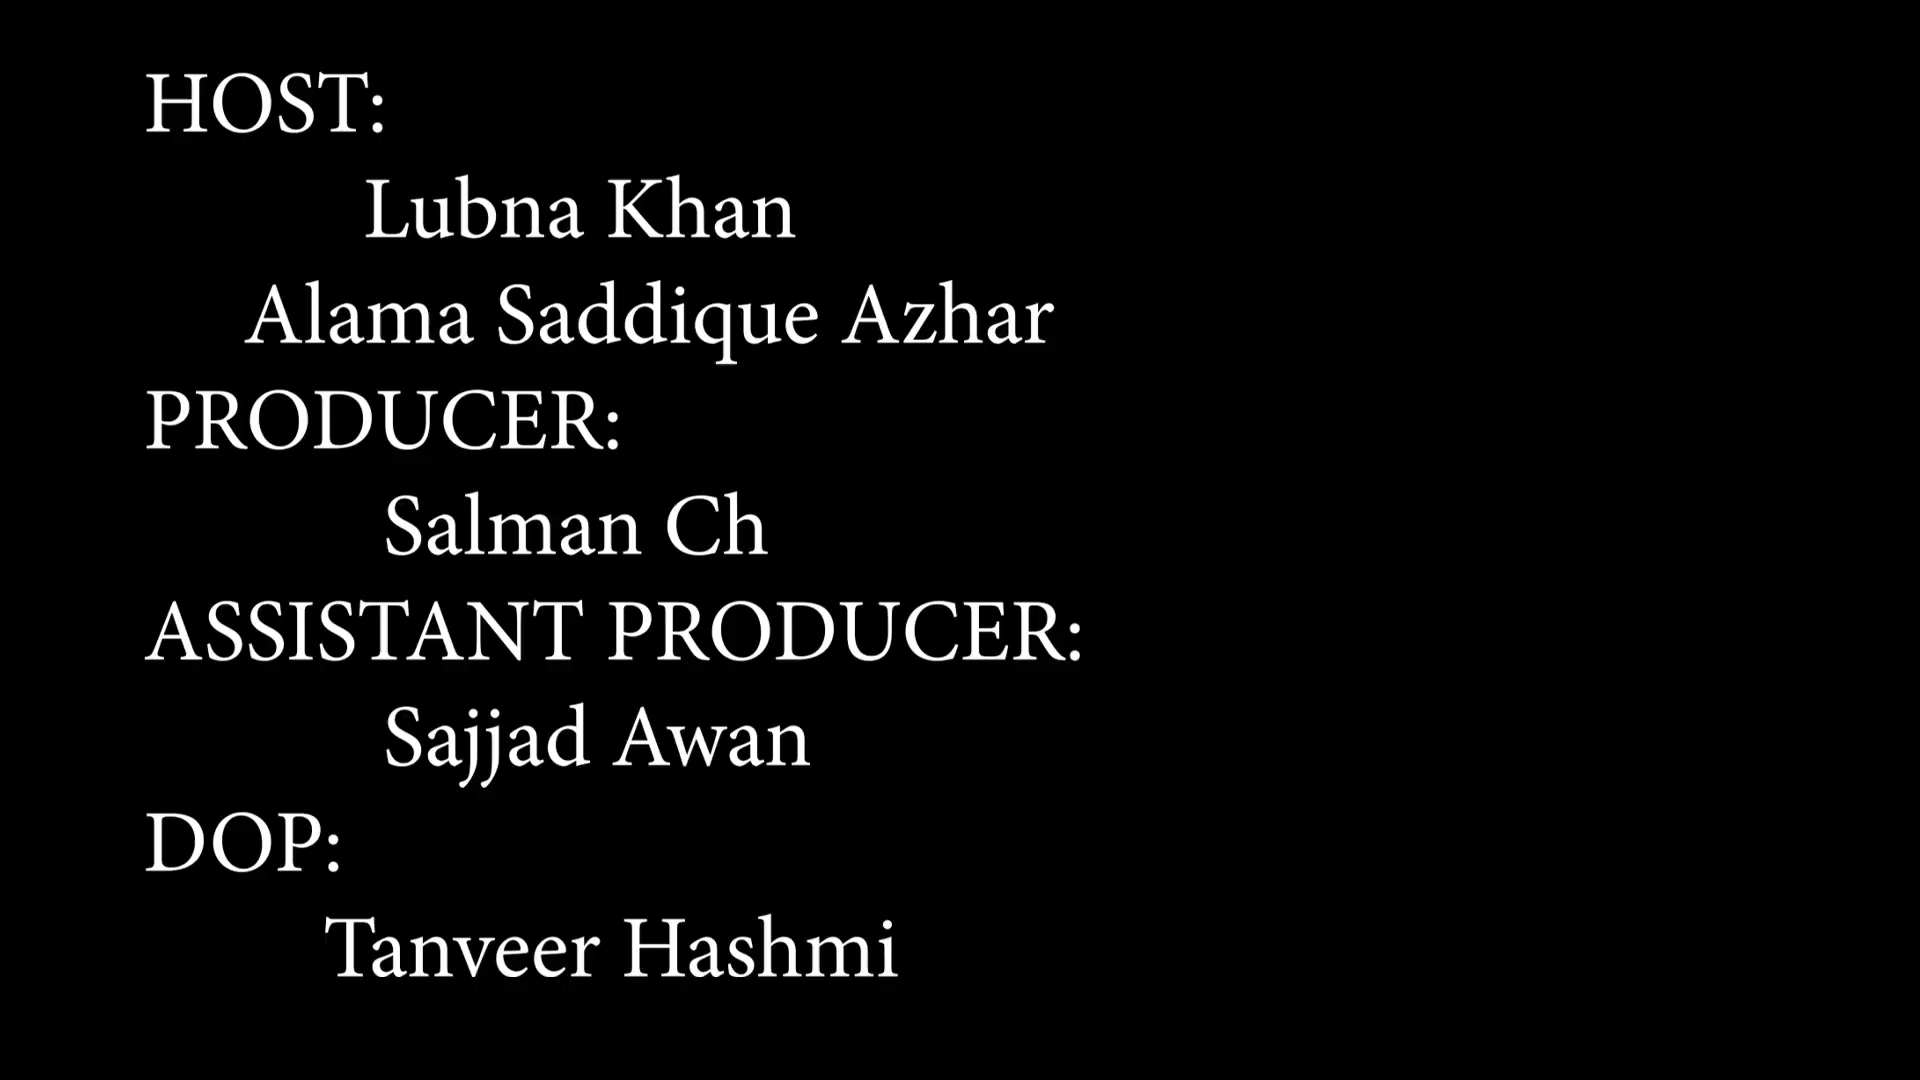 HOST:
Lubna Khan
Alama Saddique Azhar
PRODUCER:
Salman Ch
ASSISTANT PRODUCER:
Sajjad Awan
DOP:
Tanveer Hashmi